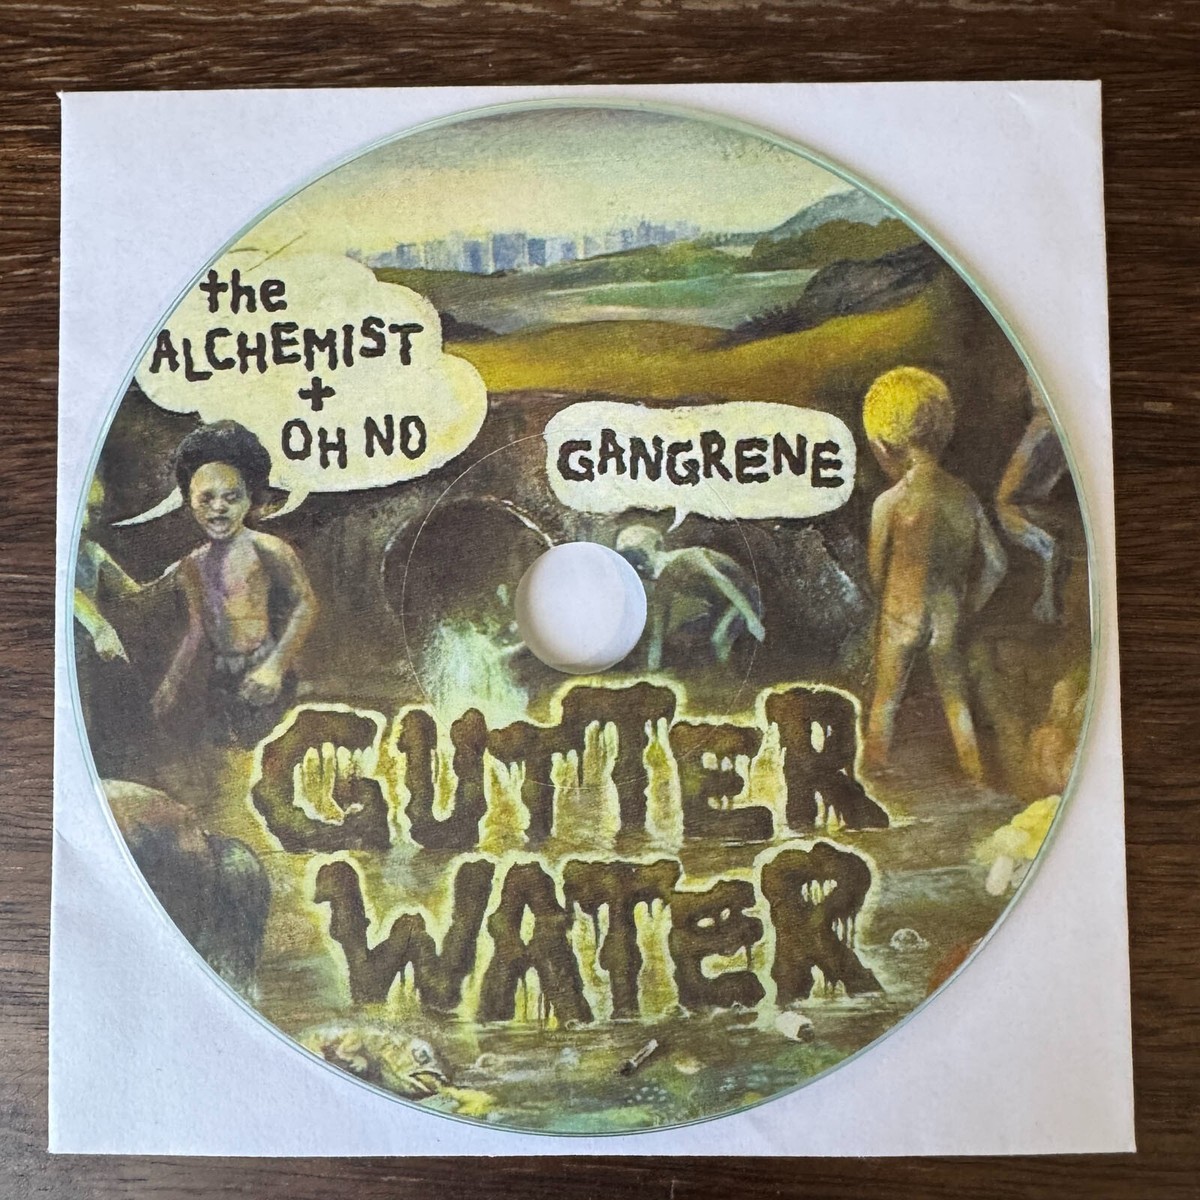 the
ALCHEMIST
+
OH NO
GANGRENE
GUTTER
WATER